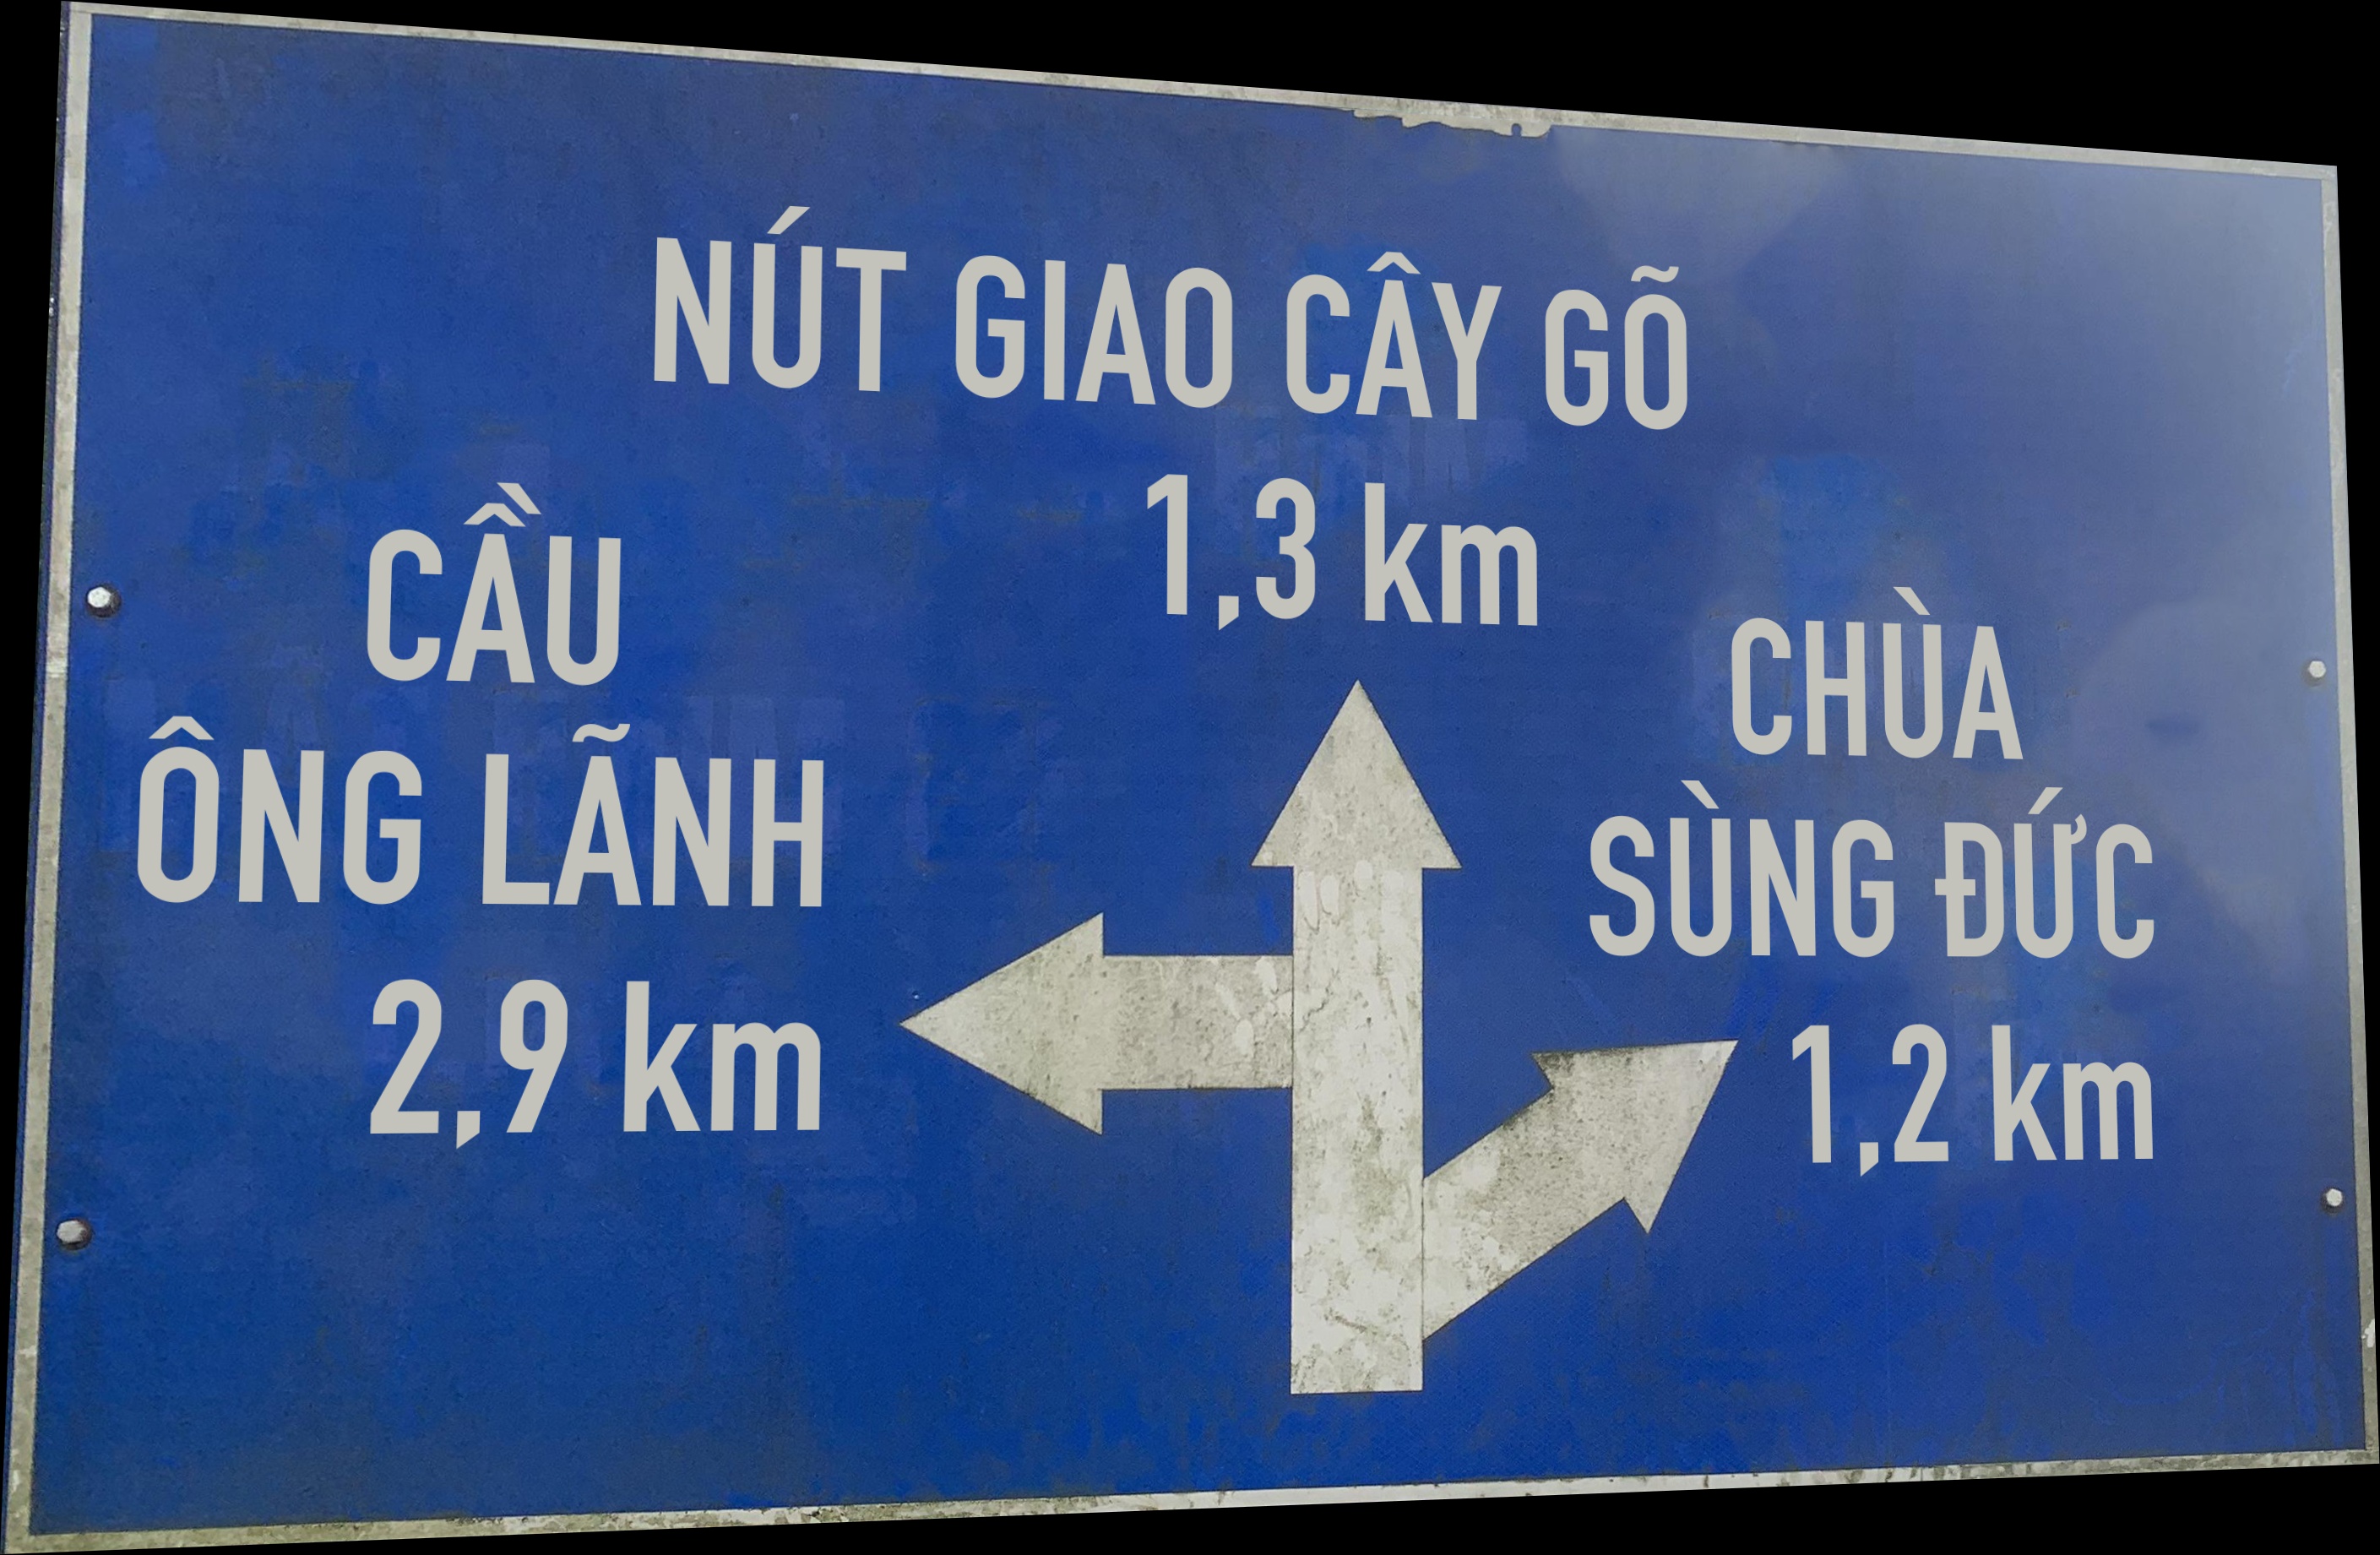 NÚT GIAO CÂY GÕ
1,3 km
CẦU
ÔNG LÃNH
2,9 km
CHÙA
SÙNG ĐỨC
1,2 km